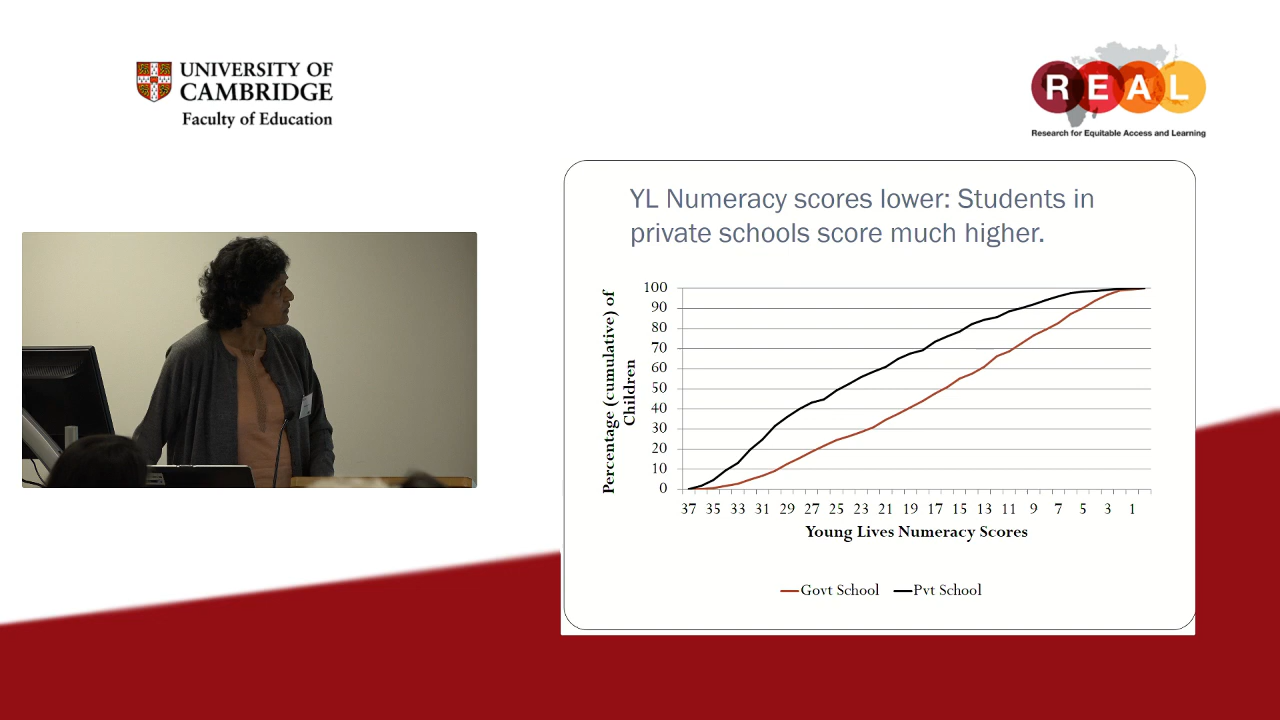 UNIVERSITY OF
CAMBRIDGE
Faculty of Education
REAL
Research for Equitable Access and Learning
YL Numeracy scores lower: Students in
private schools score much higher.
Percentage (cumulative) of
Children
100
90
80
70
60
50
40
30
20
10
0
37 35 33 31 29 27 25 23 21 19 17 15 13 11 9 7 5 3 1
Young Lives Numeracy Scores
Govt School Pvt School